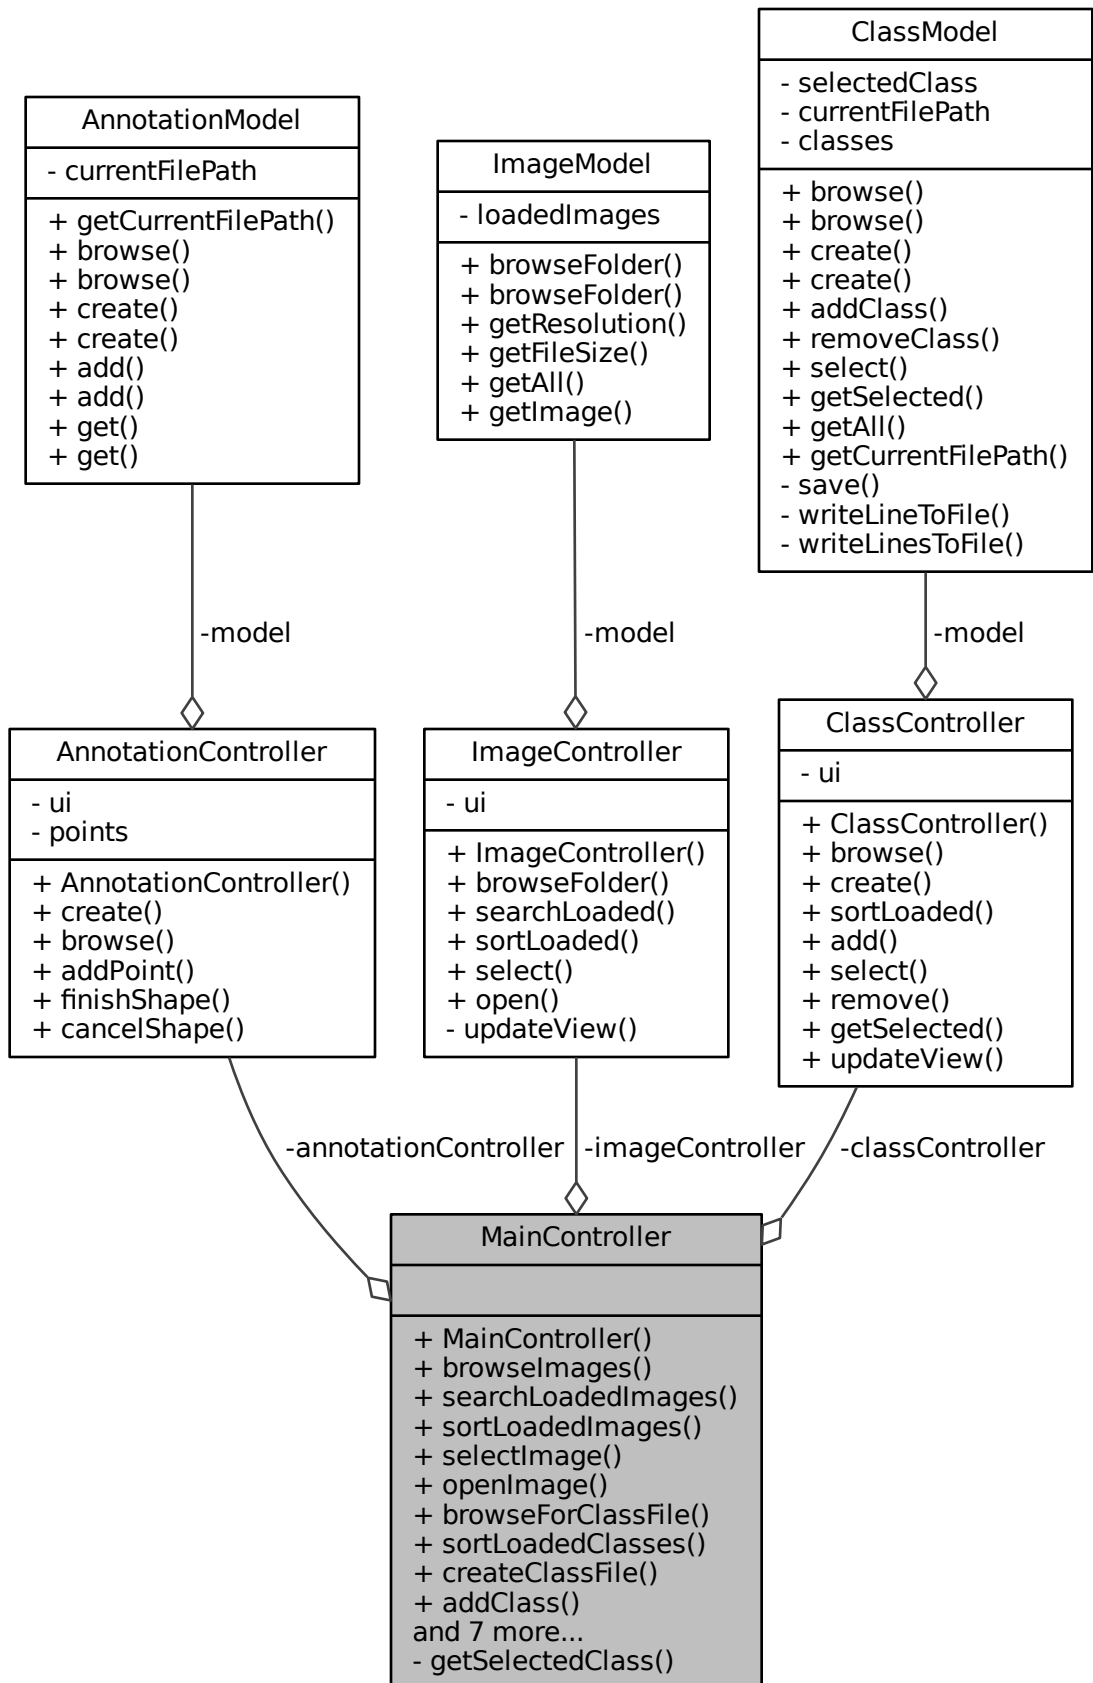 ClassModel
- selectedClass
- currentFilePath
- classes
+ browse()
+ browse()
+ create()
+ create()
+ addClass()
+ removeClass()
+ select()
+ getSelected()
+ getAll()
+ getCurrentFilePath()
- save()
- writeLineToFile()
- writeLinesToFile()
AnnotationModel
- currentFilePath
+ getCurrentFilePath()
+ browse()
+ browse()
+ create()
+ create()
+ add()
+ add()
+ get()
+ get()
ImageModel
- loadedImages
+ browseFolder()
+ browseFolder()
+ getResolution()
+ getFileSize()
+ getAll()
+ getImage()
-model
-model
-model
AnnotationController
- ui
- points
+ AnnotationController()
+ create()
+ browse()
+ addPoint()
+ finishShape()
+ cancelShape()
ImageController
- ui
+ ImageController()
+ browseFolder()
+ searchLoaded()
+ sortLoaded()
+ select()
+ open()
- updateView()
ClassController
- ui
+ ClassController()
+ browse()
+ create()
+ sortLoaded()
+ add()
+ select()
+ remove()
+ getSelected()
+ updateView()
-annotationController
-imageController
-classController
MainController
+ MainController()
+ browseImages()
+ searchLoadedImages()
+ sortLoadedImages()
+ selectImage()
+ openImage()
+ browseForClassFile()
+ sortLoadedClasses()
+ createClassFile()
+ addClass()
and 7 more...
- getSelectedClass()